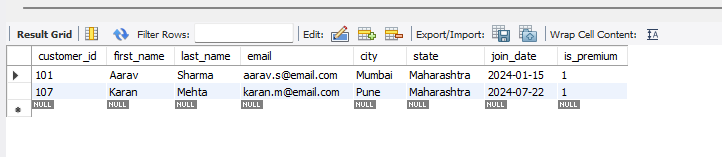 Result Grid Filter Rows: Edit: Export/Import: Wrap Cell Content:
customer_id first_name last_name email city state join_date is_premium
101 Aarav Sharma aarav.s@email.com Mumbai Maharashtra 2024-01-15 1
107 Karan Mehta karan.m@email.com Pune Maharashtra 2024-07-22 1
NULL NULL NULL NULL NULL NULL NULL NULL